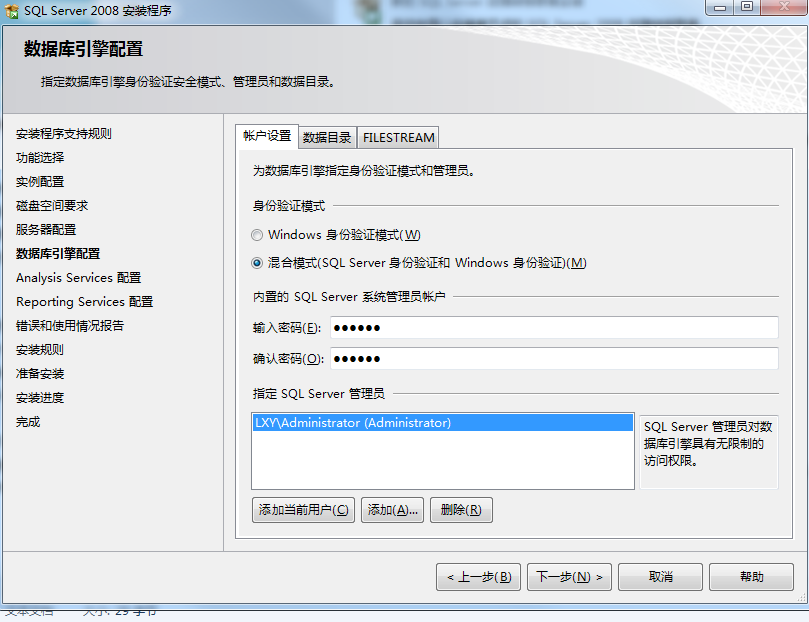 SQL Server 2008 安装程序
数据库引擎配置
指定数据库引擎身份验证安全模式、管理员和数据目录。
安装程序支持规则
功能选择
实例配置
磁盘空间要求
服务器配置
数据库引擎配置
Analysis Services 配置
Reporting Services 配置
错误和使用情况报告
安装规则
准备安装
安装进度
完成
帐户设置 数据目录 FILESTREAM
为数据库引擎指定身份验证模式和管理员。
身份验证模式
Windows 身份验证模式(W)
混合模式(SQL Server 身份验证和 Windows 身份验证)(M)
内置的 SQL Server 系统管理员帐户
输入密码(E): ●●●●●●
确认密码(O): ●●●●●●
指定 SQL Server 管理员
LXY\Administrator (Administrator)
SQL Server 管理员对数
据库引擎具有无限制的
访问权限。
添加当前用户(C) 添加(A)... 删除(R)
< 上一步(B) 下一步(N) > 取消 帮助